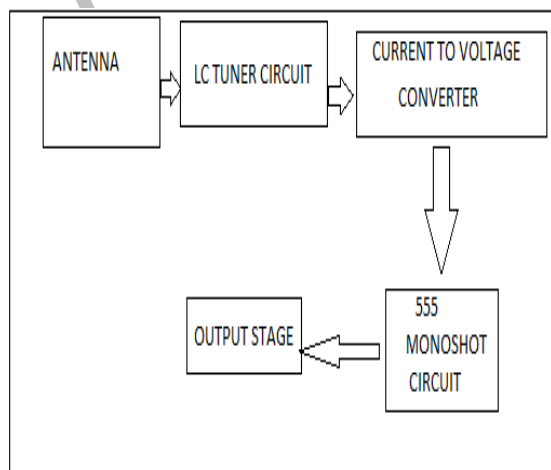 ANTENNA
LC TUNER CIRCUIT
CURRENT TO VOLTAGE
CONVERTER
555
MONOSHOT
CIRCUIT
OUTPUT STAGE